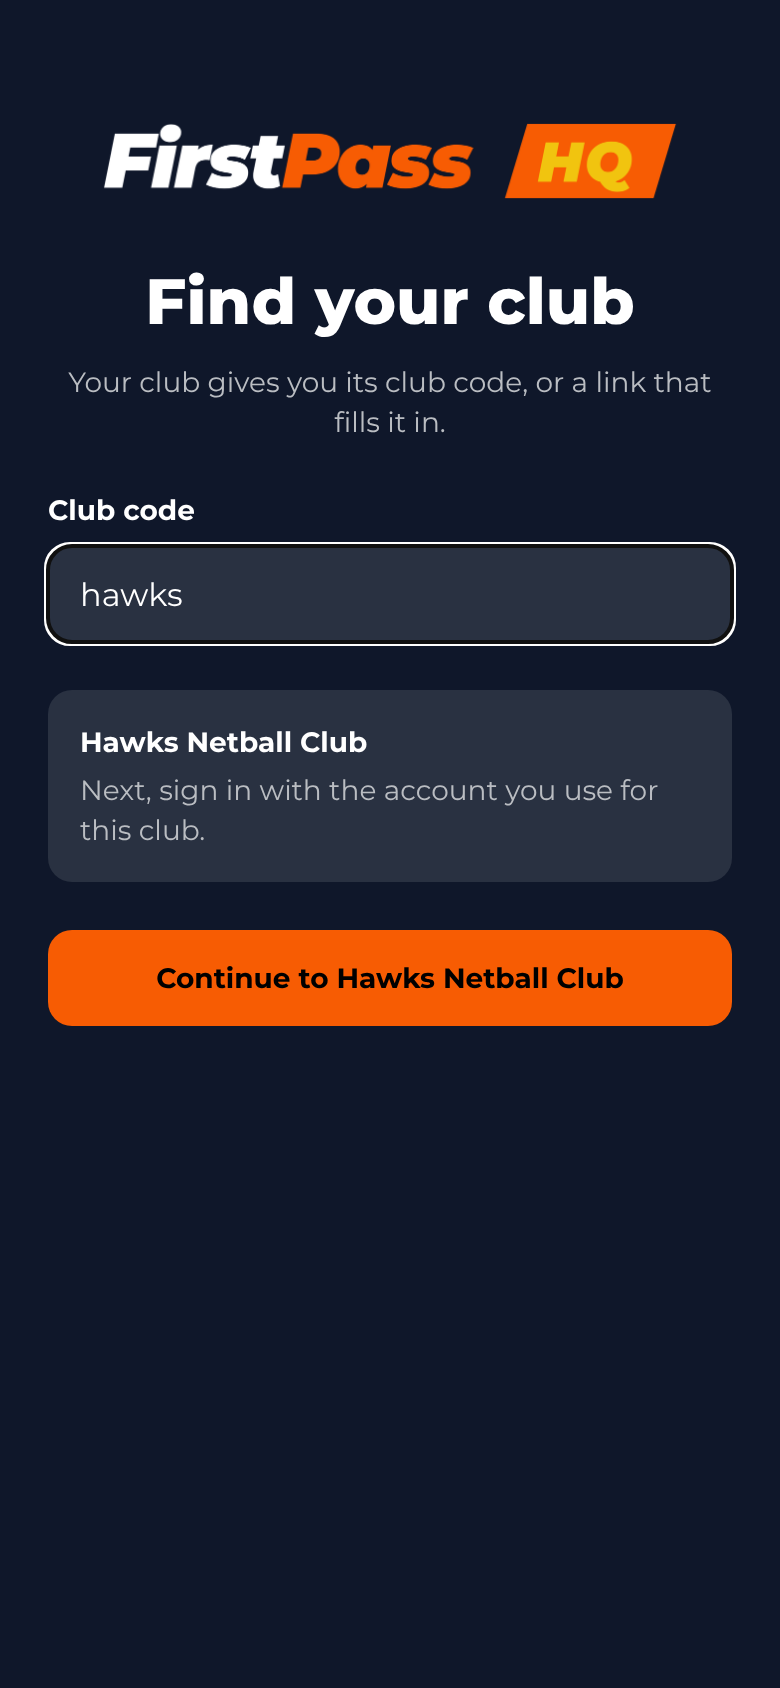 FirstPass HQ
Find your club
Your club gives you its club code, or a link that
fills it in.
Club code
hawks
Hawks Netball Club
Next, sign in with the account you use for
this club.
Continue to Hawks Netball Club